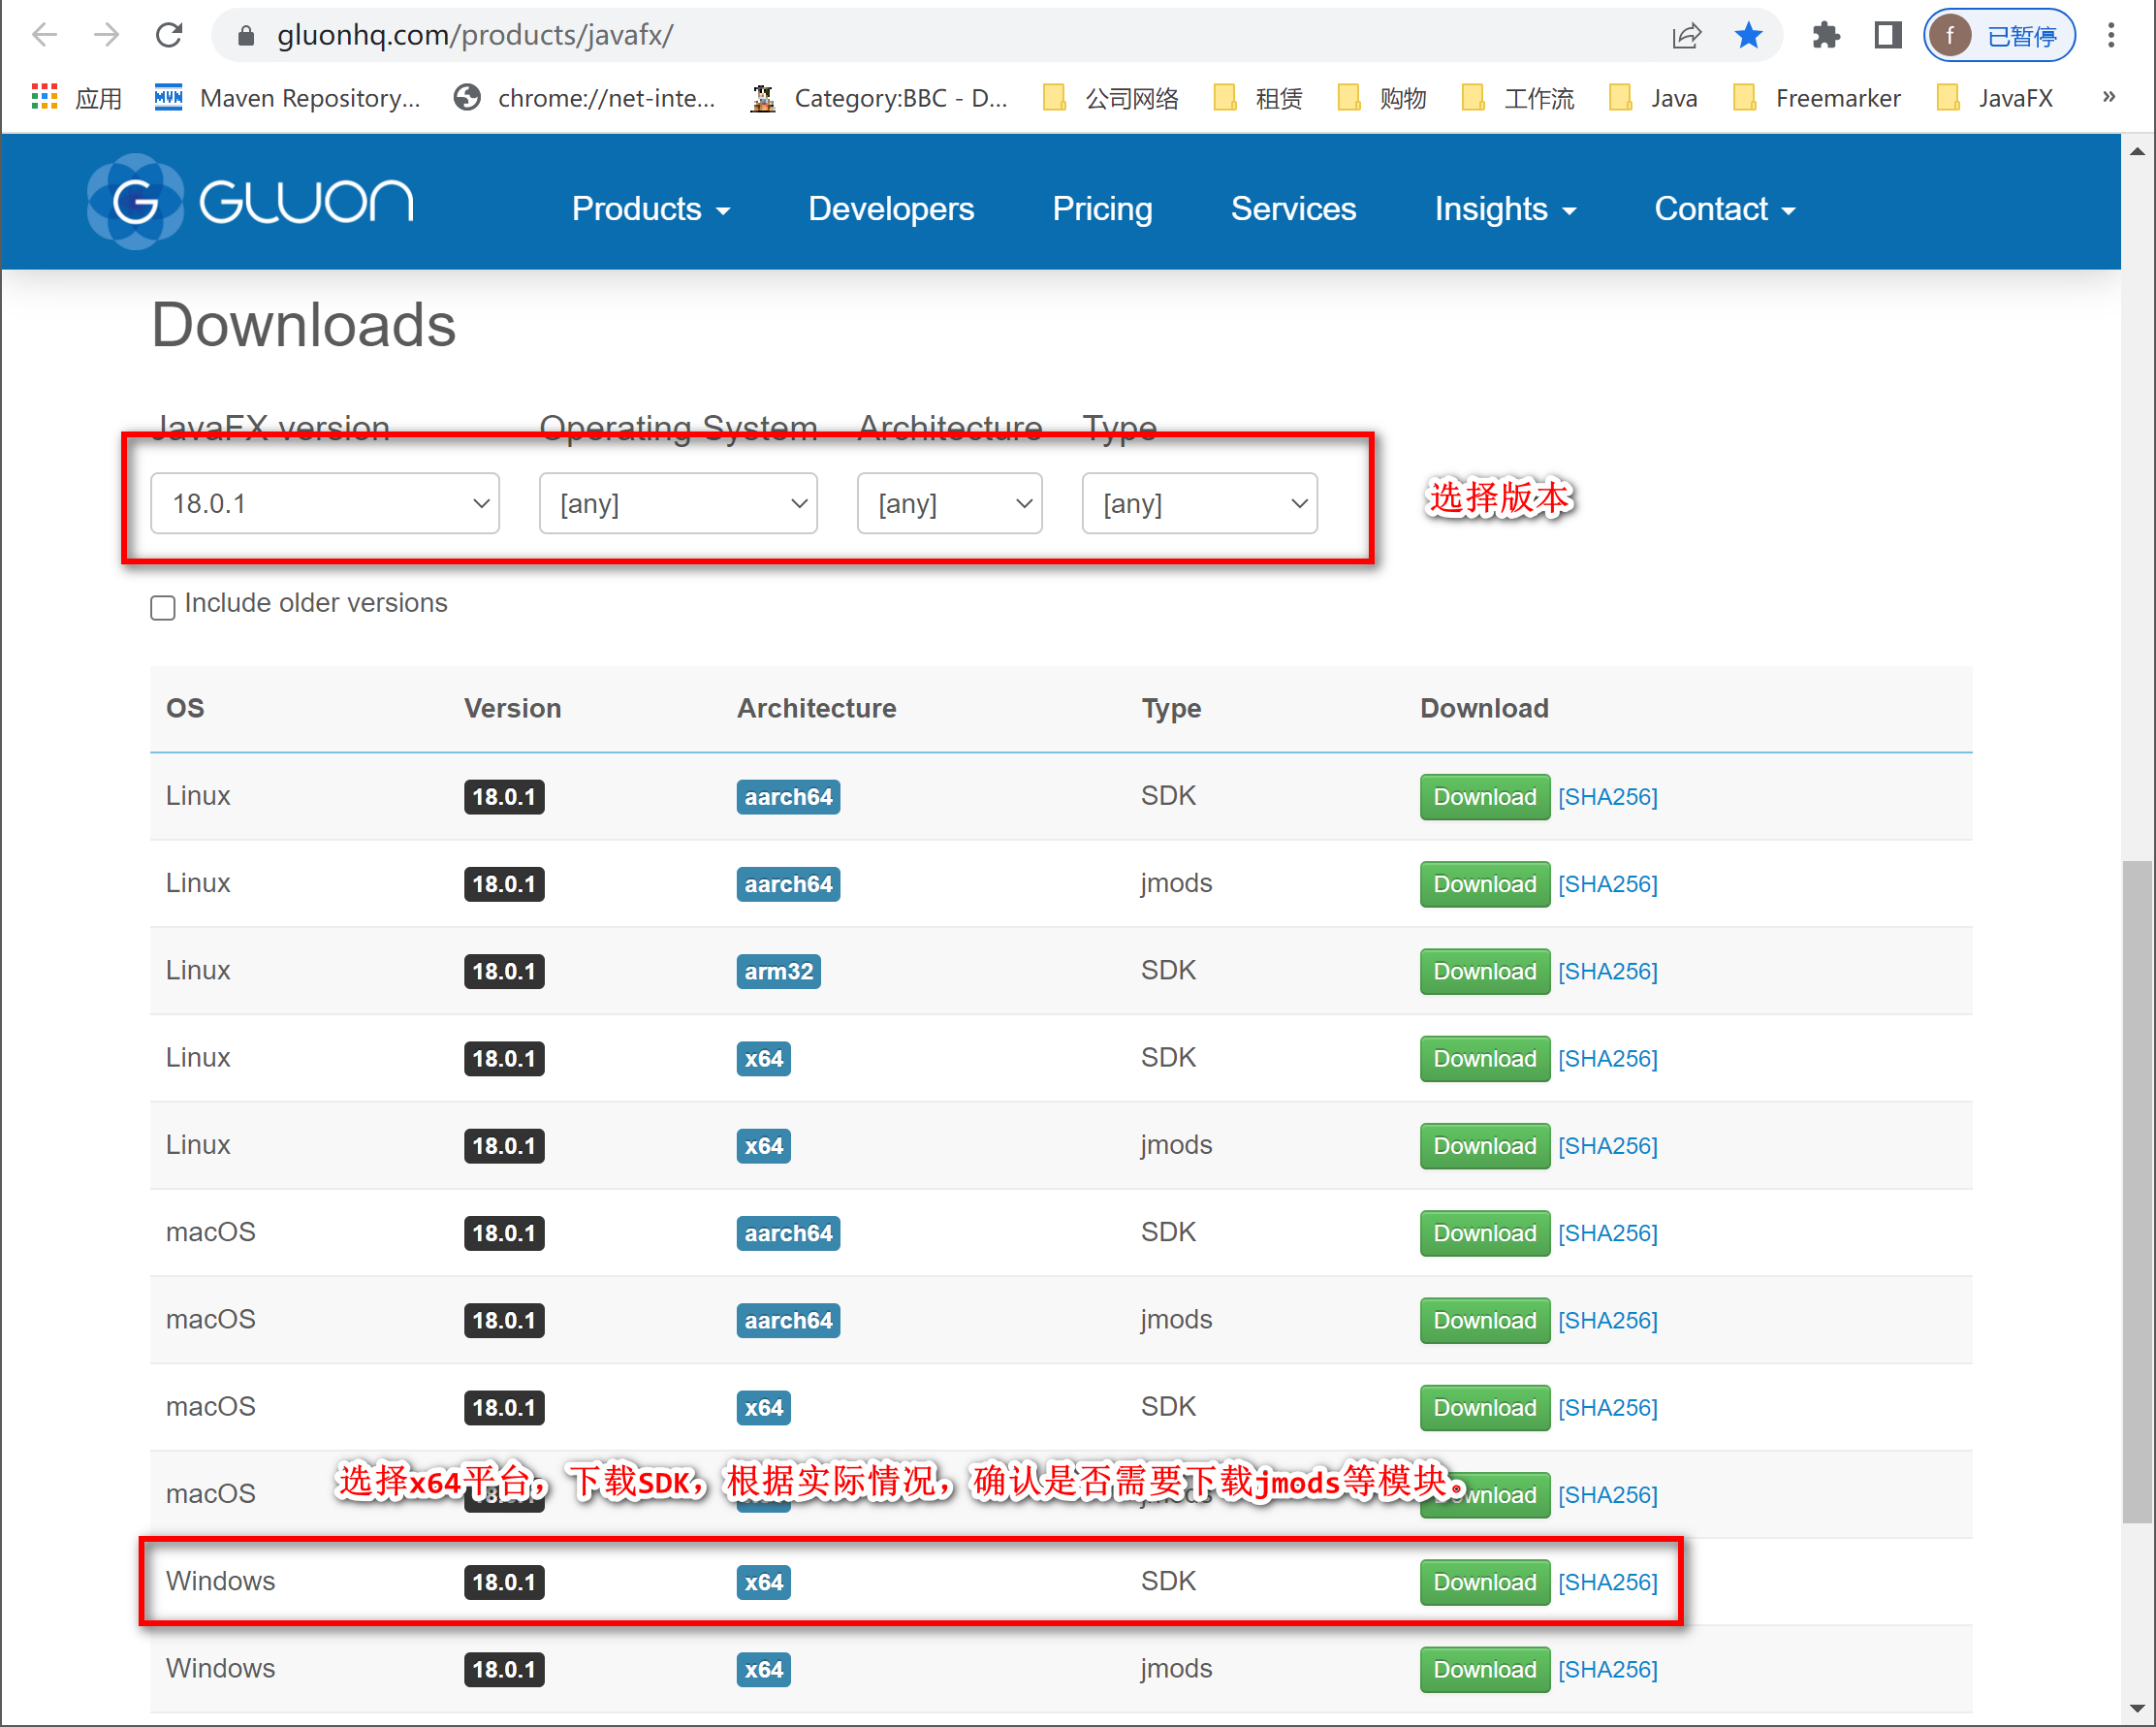 gluonhq.com/products/javafx/
f 已暂停
应用 Maven Repository... chrome://net-inte... Category:BBC - D... 公司网络 租赁 购物 工作流 Java Freemarker JavaFX »
G GLUON Products Developers Pricing Services Insights Contact
Downloads
JavaFX version Operating System Architecture Type
18.0.1 [any] [any] [any] 选择版本
Include older versions
OS Version Architecture Type Download
Linux 18.0.1 aarch64 SDK Download [SHA256]
Linux 18.0.1 aarch64 jmods Download [SHA256]
Linux 18.0.1 arm32 SDK Download [SHA256]
Linux 18.0.1 x64 SDK Download [SHA256]
Linux 18.0.1 x64 jmods Download [SHA256]
macOS 18.0.1 aarch64 SDK Download [SHA256]
macOS 18.0.1 aarch64 jmods Download [SHA256]
macOS 18.0.1 x64 SDK Download [SHA256]
选择x64平台，下载SDK，根据实际情况，确认是否需要下载jmods等模块。
macOS [SHA256]
Windows 18.0.1 x64 SDK Download [SHA256]
Windows 18.0.1 x64 jmods Download [SHA256]